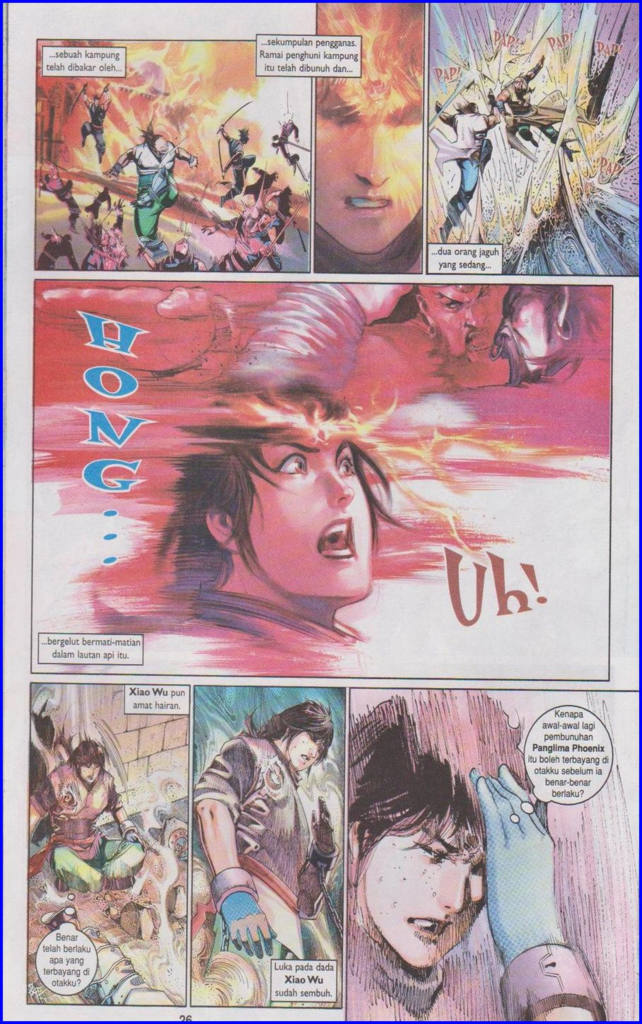 ...sebuah kampung
telah dibakar oleh...
...sekumpulan pengganas.
Ramai penghuni kampung
itu telah dibunuh dan...
PAP!
PAP!
PAP!
PAP!
PAP!
...dua orang jaguh
yang sedang...
HONG...
Uh!
...bergelut bermati-matian
dalam lautan api itu.
Xiao Wu pun
amat hairan.
Benar
telah berlaku
apa yang
terbayang di
otakku?
Luka pada dada
Xiao Wu
sudah sembuh.
Kenapa
awal-awal lagi
pembunuhan
Panglima Phoenix
itu boleh terbayang di
otakku sebelum ia
benar-benar
berlaku?
26